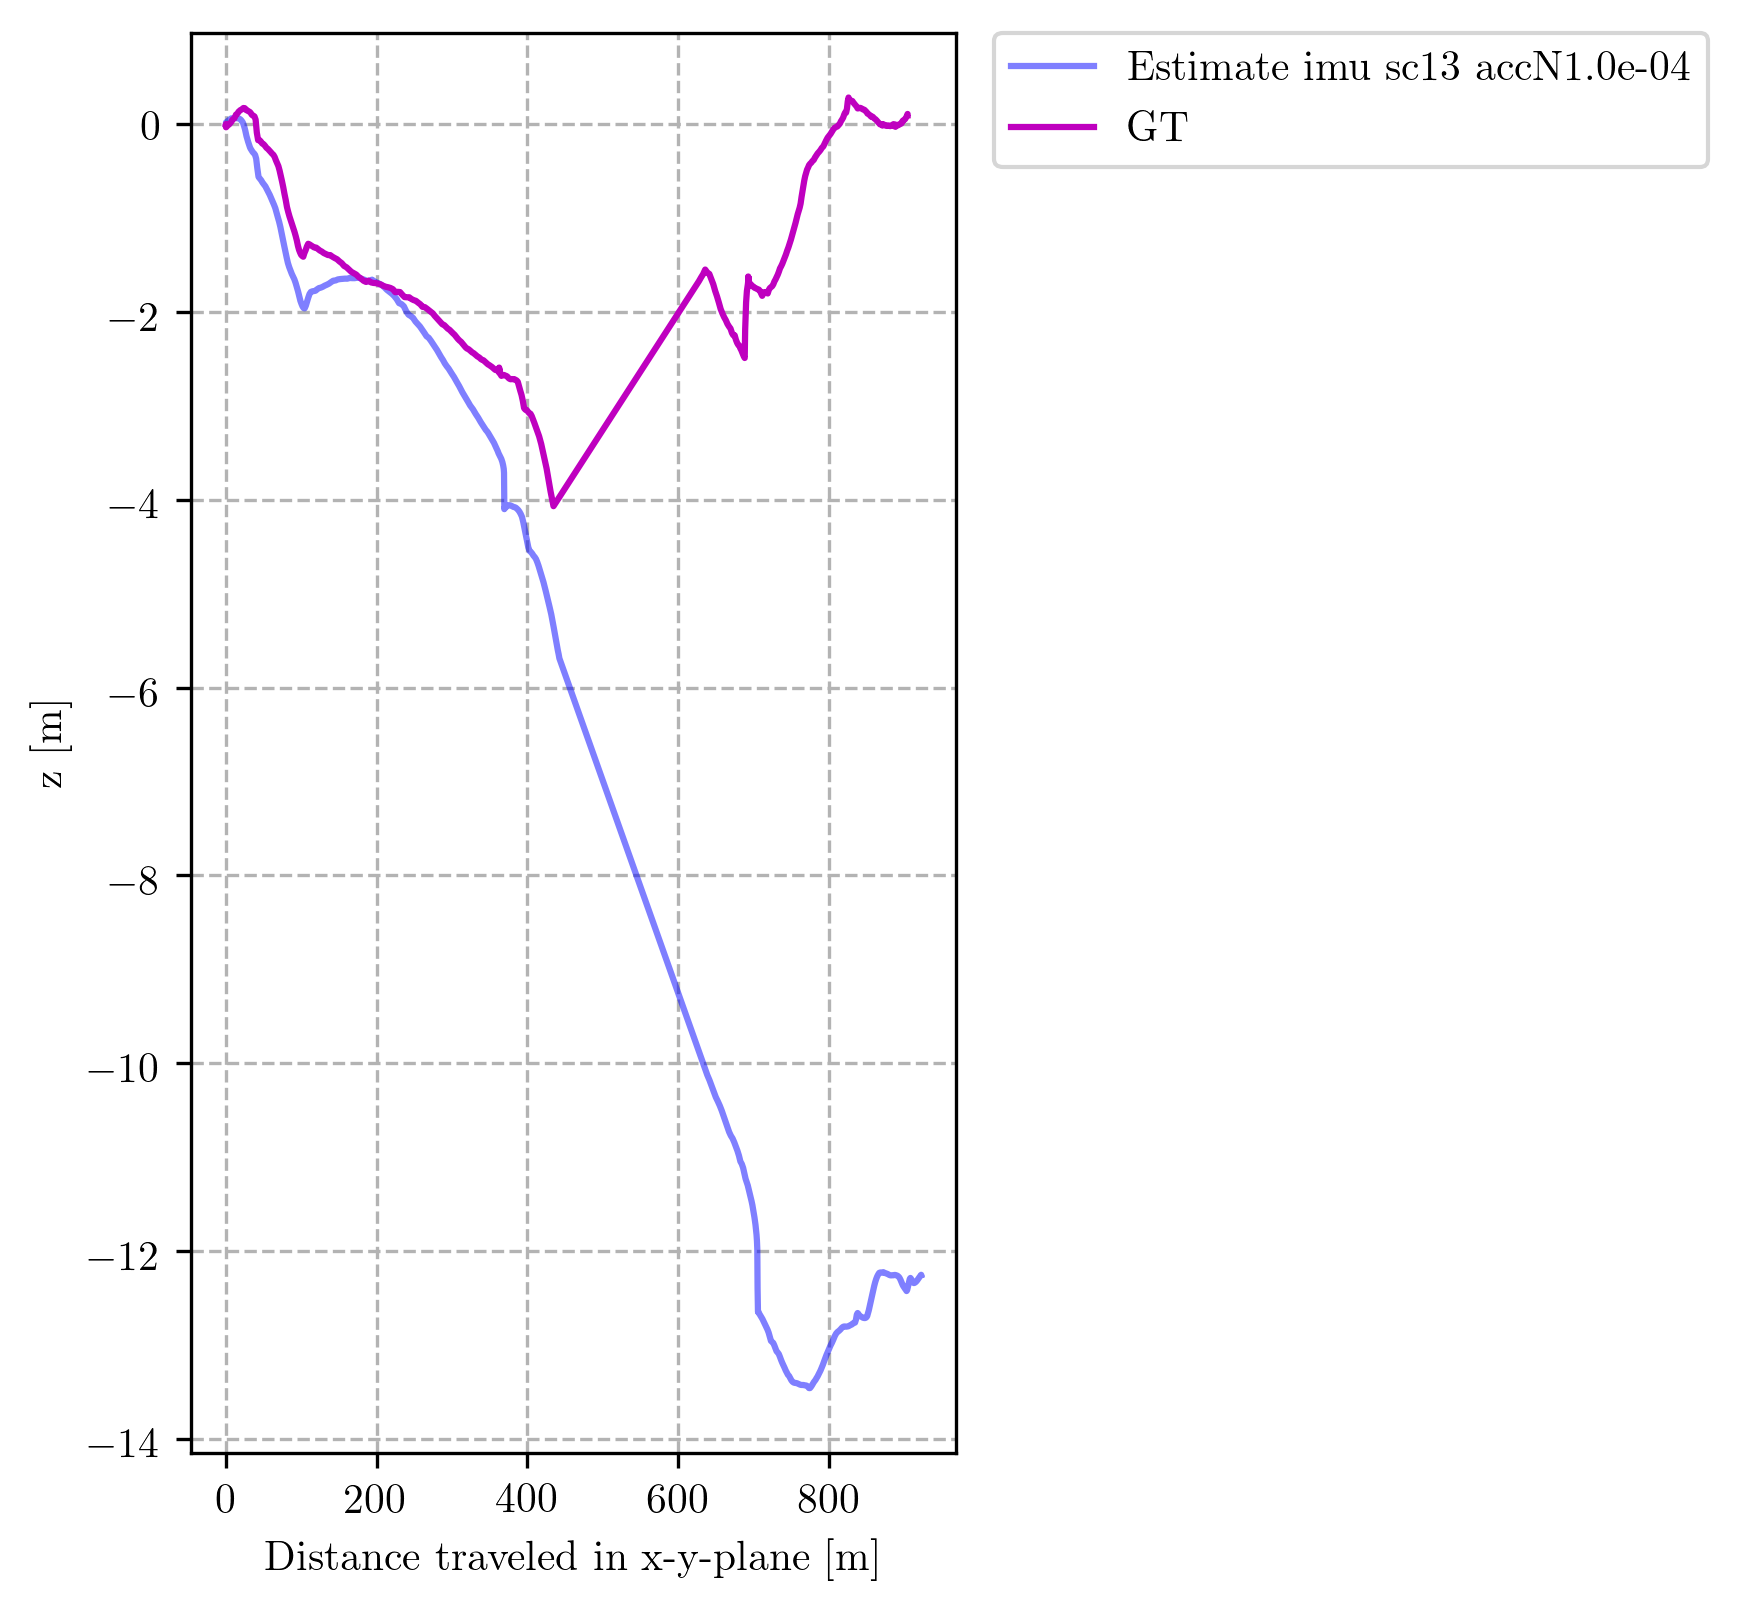 Estimate imu sc13 accN1.0e-04
GT
z [m]
0
−2
−4
−6
−8
−10
−12
−14
0 200 400 600 800
Distance traveled in x-y-plane [m]